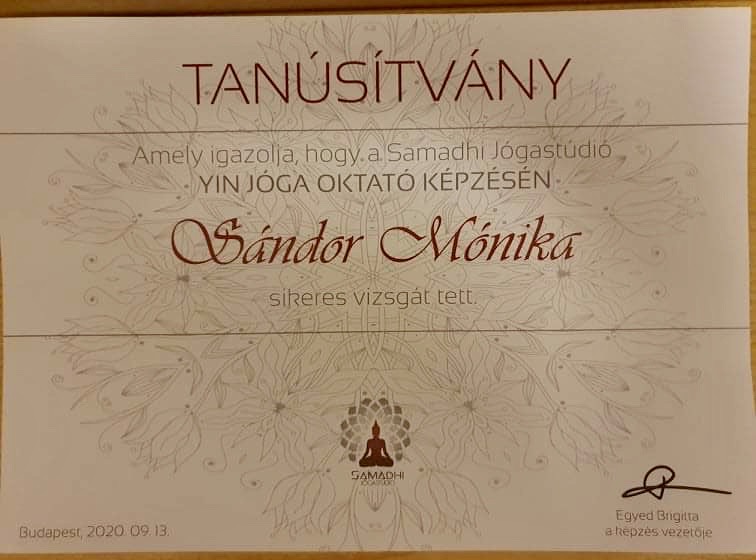 TANÚSÍTVÁNY
Amely igazolja, hogy a Samadhi Jógastúdió
YIN JÓGA OKTATÓ KÉPZÉSÉN
Sándor Mónika
sikeres vizsgát tett.
SAMADHI
JÓGASTÚDIÓ
Egyed Brigitta
a képzés vezetője
Budapest, 2020. 09. 13.